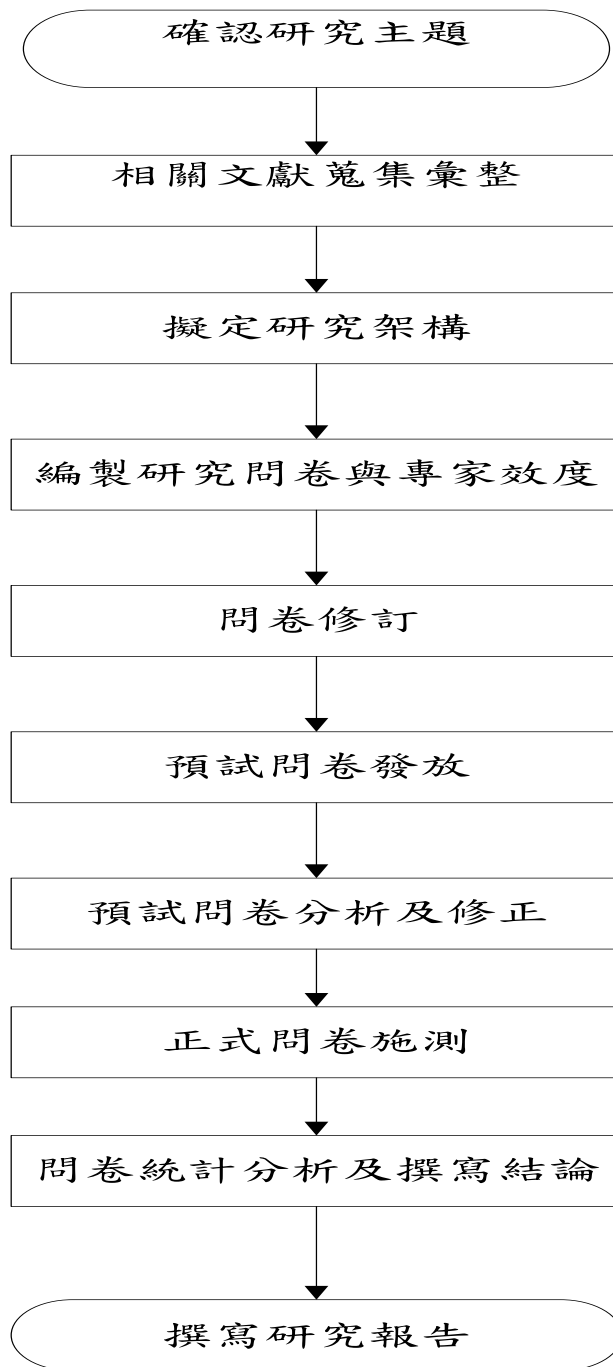 確認研究主題
相關文獻蒐集彙整
擬定研究架構
編製研究問卷與專家效度
問卷修訂
預試問卷發放
預試問卷分析及修正
正式問卷施測
問卷統計分析及撰寫結論
撰寫研究報告